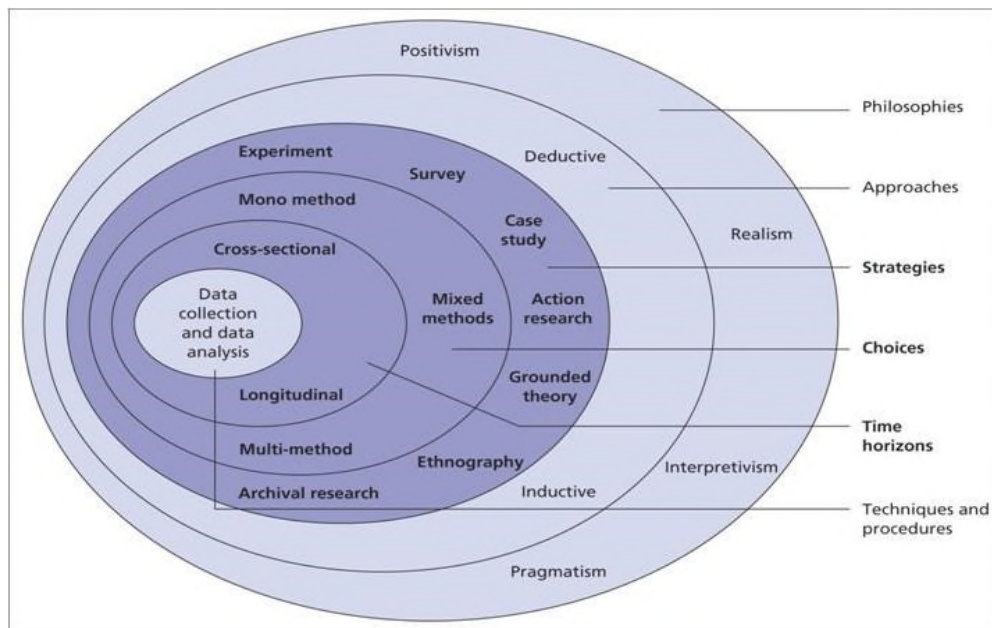 Positivism
Philosophies
Experiment
Deductive
Survey
Mono method
Approaches
Case
study
Realism
Cross-sectional
Strategies
Data
collection
and data
analysis
Mixed
methods
Action
research
Choices
Longitudinal
Grounded
theory
Time
horizons
Multi-method
Ethnography
Interpretivism
Archival research
Inductive
Techniques and
procedures
Pragmatism